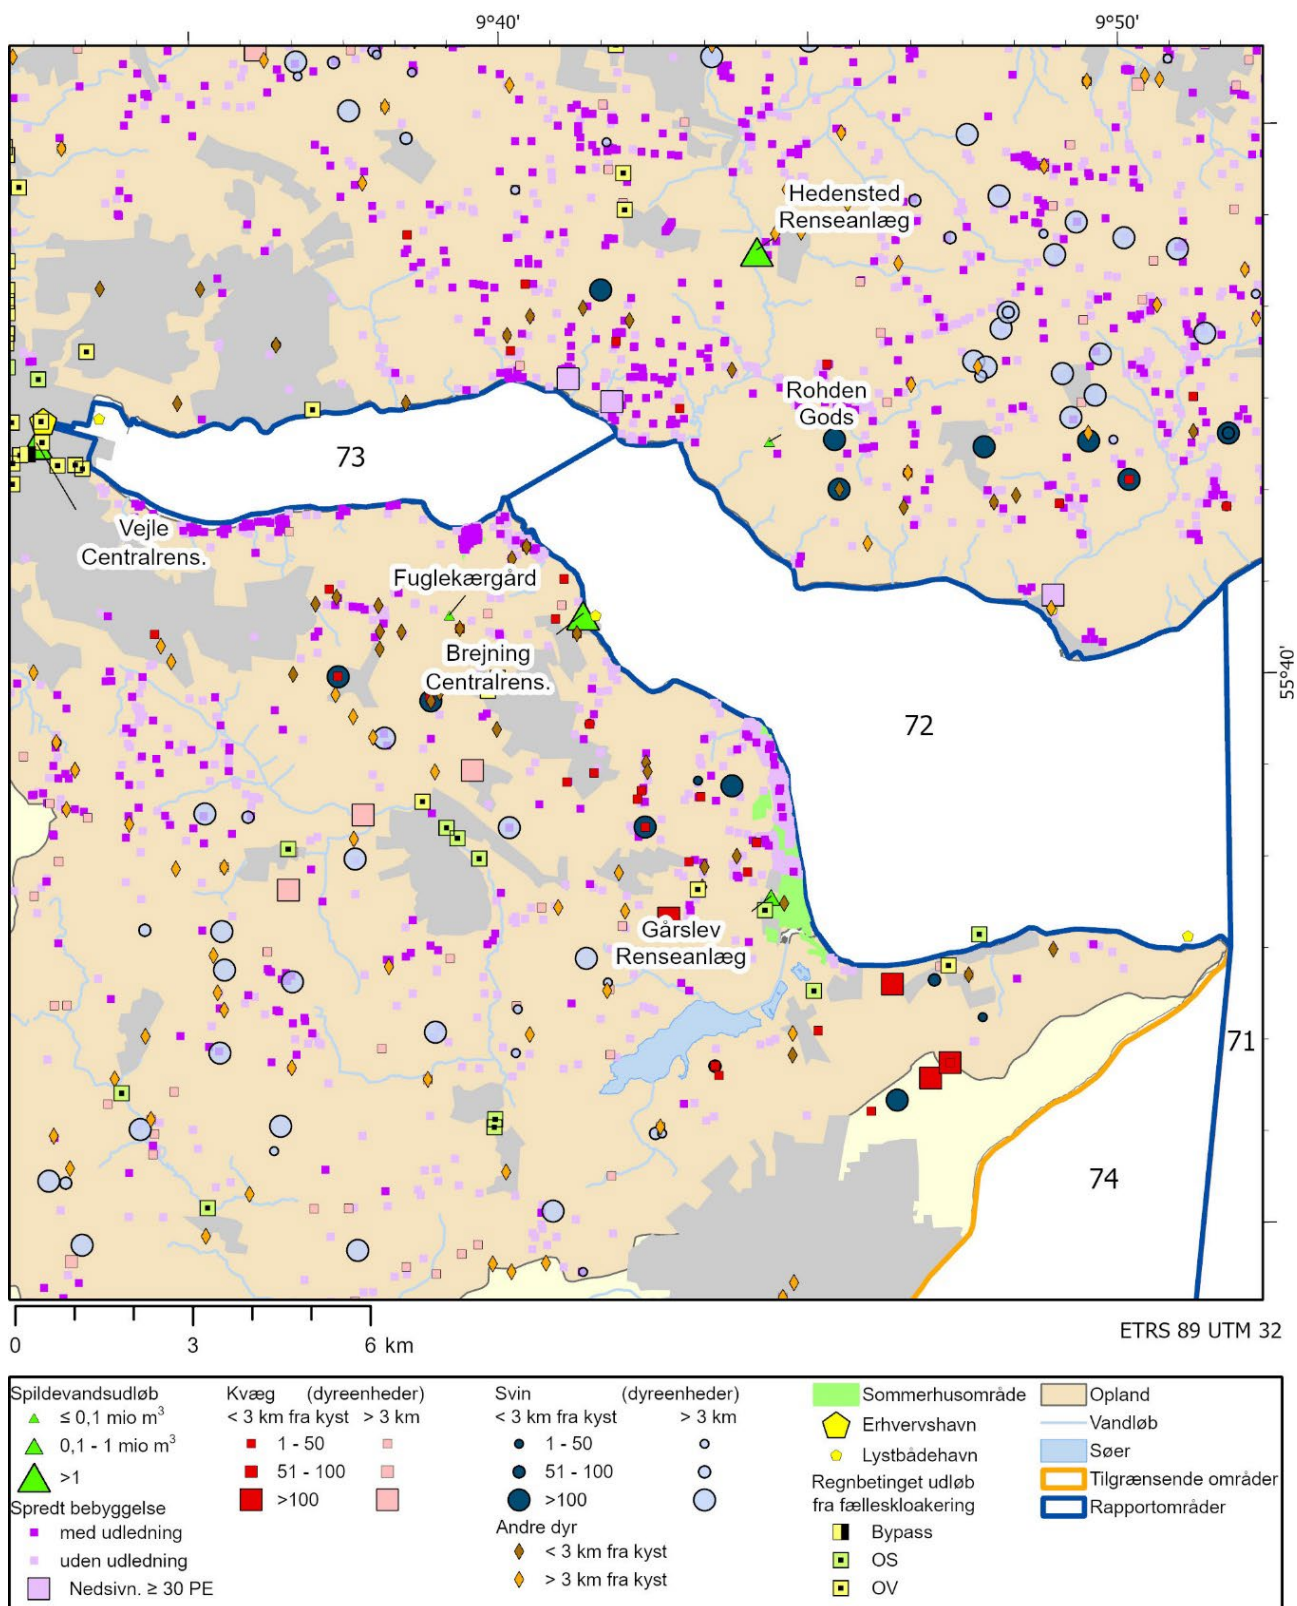 9°40'
9°50'
Hedensted
Renseanlæg
Rohden
Gods
73
Vejle
Centralrens.
Fuglekærgård
Brejning
Centralrens.
55°40'
72
Gårslev
Renseanlæg
71
74
0 3 6 km
ETRS 89 UTM 32
Spildevandsudløb
≤ 0,1 mio m³
0,1 - 1 mio m³
>1
Spredt bebyggelse
med udledning
uden udledning
Nedsivn. ≥ 30 PE
Kvæg (dyreenheder)
< 3 km fra kyst > 3 km
1 - 50
51 - 100
>100
Svin (dyreenheder)
< 3 km fra kyst > 3 km
1 - 50
51 - 100
>100
Andre dyr
< 3 km fra kyst
> 3 km fra kyst
Sommerhusområde
Erhvervshavn
Lystbådehavn
Regnbetinget udløb
fra fælleskloakering
Bypass
OS
OV
Opland
Vandløb
Søer
Tilgrænsende områder
Rapportområder